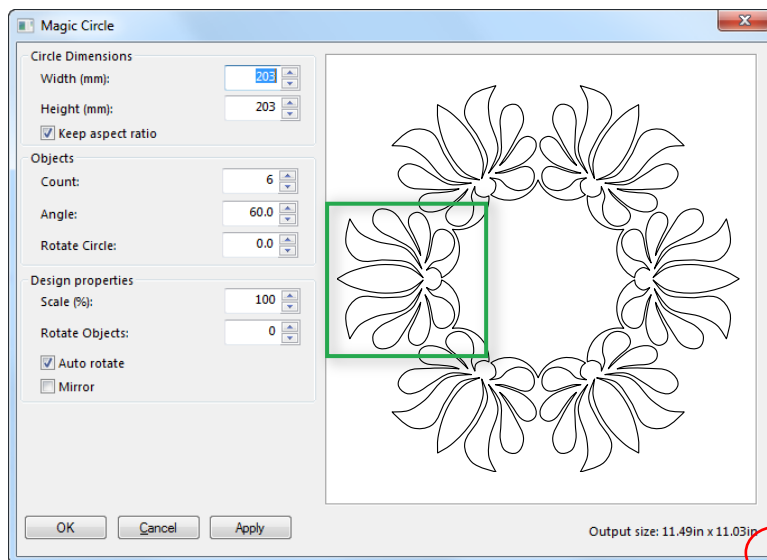 Magic Circle
Circle Dimensions
Width (mm): 203
Height (mm): 203
Keep aspect ratio
Objects
Count: 6
Angle: 60.0
Rotate Circle: 0.0
Design properties
Scale (%): 100
Rotate Objects: 0
Auto rotate
Mirror
OK Cancel Apply
Output size: 11.49in x 11.03in